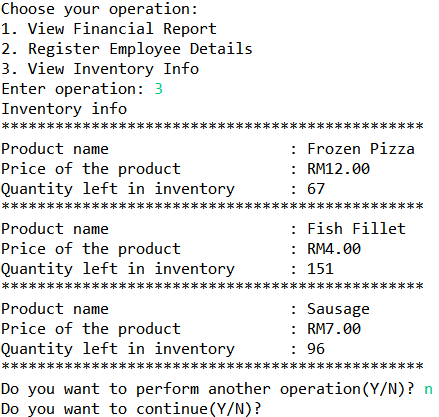 Choose your operation:
1. View Financial Report
2. Register Employee Details
3. View Inventory Info
Enter operation: 3
Inventory info
***********************************************
Product name                    : Frozen Pizza
Price of the product            : RM12.00
Quantity left in inventory      : 67
***********************************************
Product name                    : Fish Fillet
Price of the product            : RM4.00
Quantity left in inventory      : 151
***********************************************
Product name                    : Sausage
Price of the product            : RM7.00
Quantity left in inventory      : 96
***********************************************
Do you want to perform another operation(Y/N)? n
Do you want to continue(Y/N)?